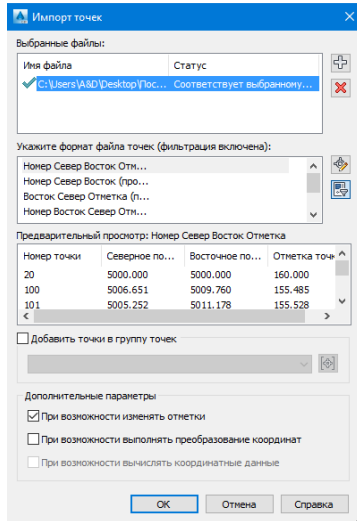 Импорт точек
Выбранные файлы:
Имя файла Статус
C:\Users\A&D\Desktop\Пос... Соответствует выбранному...
Укажите формат файла точек (фильтрация включена):
Номер Север Восток Отм...
Номер Север Восток (про...
Восток Север Отметка (п...
Номер Восток Север Отм...
Предварительный просмотр: Номер Север Восток Отметка
Номер точки Северное по... Восточное по... Отметка точк
20 5000.000 5000.000 160.000
100 5006.651 5009.760 155.485
101 5005.252 5011.178 155.528
Добавить точки в группу точек
Дополнительные параметры
При возможности изменять отметки
При возможности выполнять преобразование координат
При возможности вычислять координатные данные
OK Отмена Справка